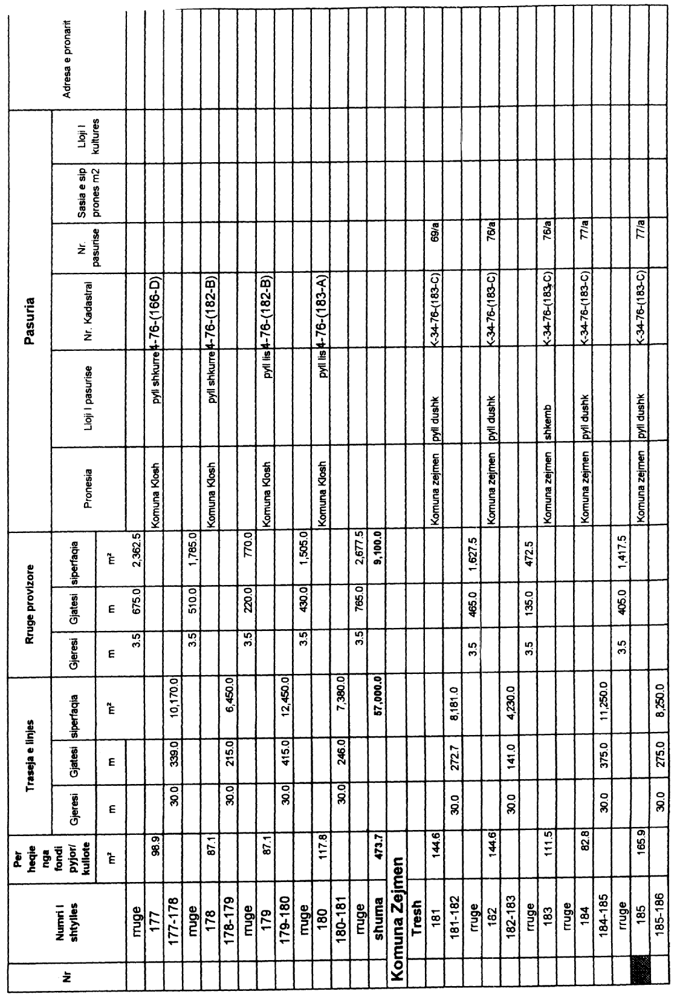 Nr	Numri I shtylles	Per heqie nga fondi pyjor/ kullote	Traseja e linjes	Rruge provizore	Pasuria	Adresa e pronarit
Gjeresi	Gjatesi	siperfaqia	Gjeresi	Gjatesi	siperfaqia	Pronesia	Lloji I pasurise	Nr. Kadastral	Nr. pasurise	Sasia e sip prones m2	Lloji I kultures
m²	m	m	m²	m	m	m²
rruge	3.5	675.0	2,362.5
177	98.9	Komuna Klosh	pyll shkurre	4-76-(166-D)
177-178	30.0	339.0	10,170.0
rruge	3.5	510.0	1,785.0
178	87.1	Komuna Klosh	pyll shkurre	4-76-(182-B)
178-179	30.0	215.0	6,450.0
rruge	3.5	220.0	770.0
179	87.1	Komuna Klosh	pyll lis	4-76-(182-B)
179-180	30.0	415.0	12,450.0
rruge	3.5	430.0	1,505.0
180	117.8	Komuna Klosh	pyll lis	4-76-(183-A)
180-181	30.0	246.0	7,380.0
rruge	3.5	765.0	2,677.5
shuma	473.7	57,000.0	9,100.0
Komuna Zejmen
Tresh
181	144.6	Komuna zejmen	pyll dushk	K-34-76-(183-C)	69/a
181-182	30.0	272.7	8,181.0
rruge	3.5	465.0	1,627.5
182	144.6	Komuna zejmen	pyll dushk	K-34-76-(183-C)	76/a
182-183	30.0	141.0	4,230.0
rruge	3.5	135.0	472.5
183	111.5	Komuna zejmen	shkemb	K-34-76-(183-C)	76/a
rruge
184	82.8	Komuna zejmen	pyll dushk	K-34-76-(183-C)	77/a
184-185	30.0	375.0	11,250.0
rruge	3.5	405.0	1,417.5
185	165.9	Komuna zejmen	pyll dushk	K-34-76-(183-C)	77/a
185-186	30.0	275.0	8,250.0